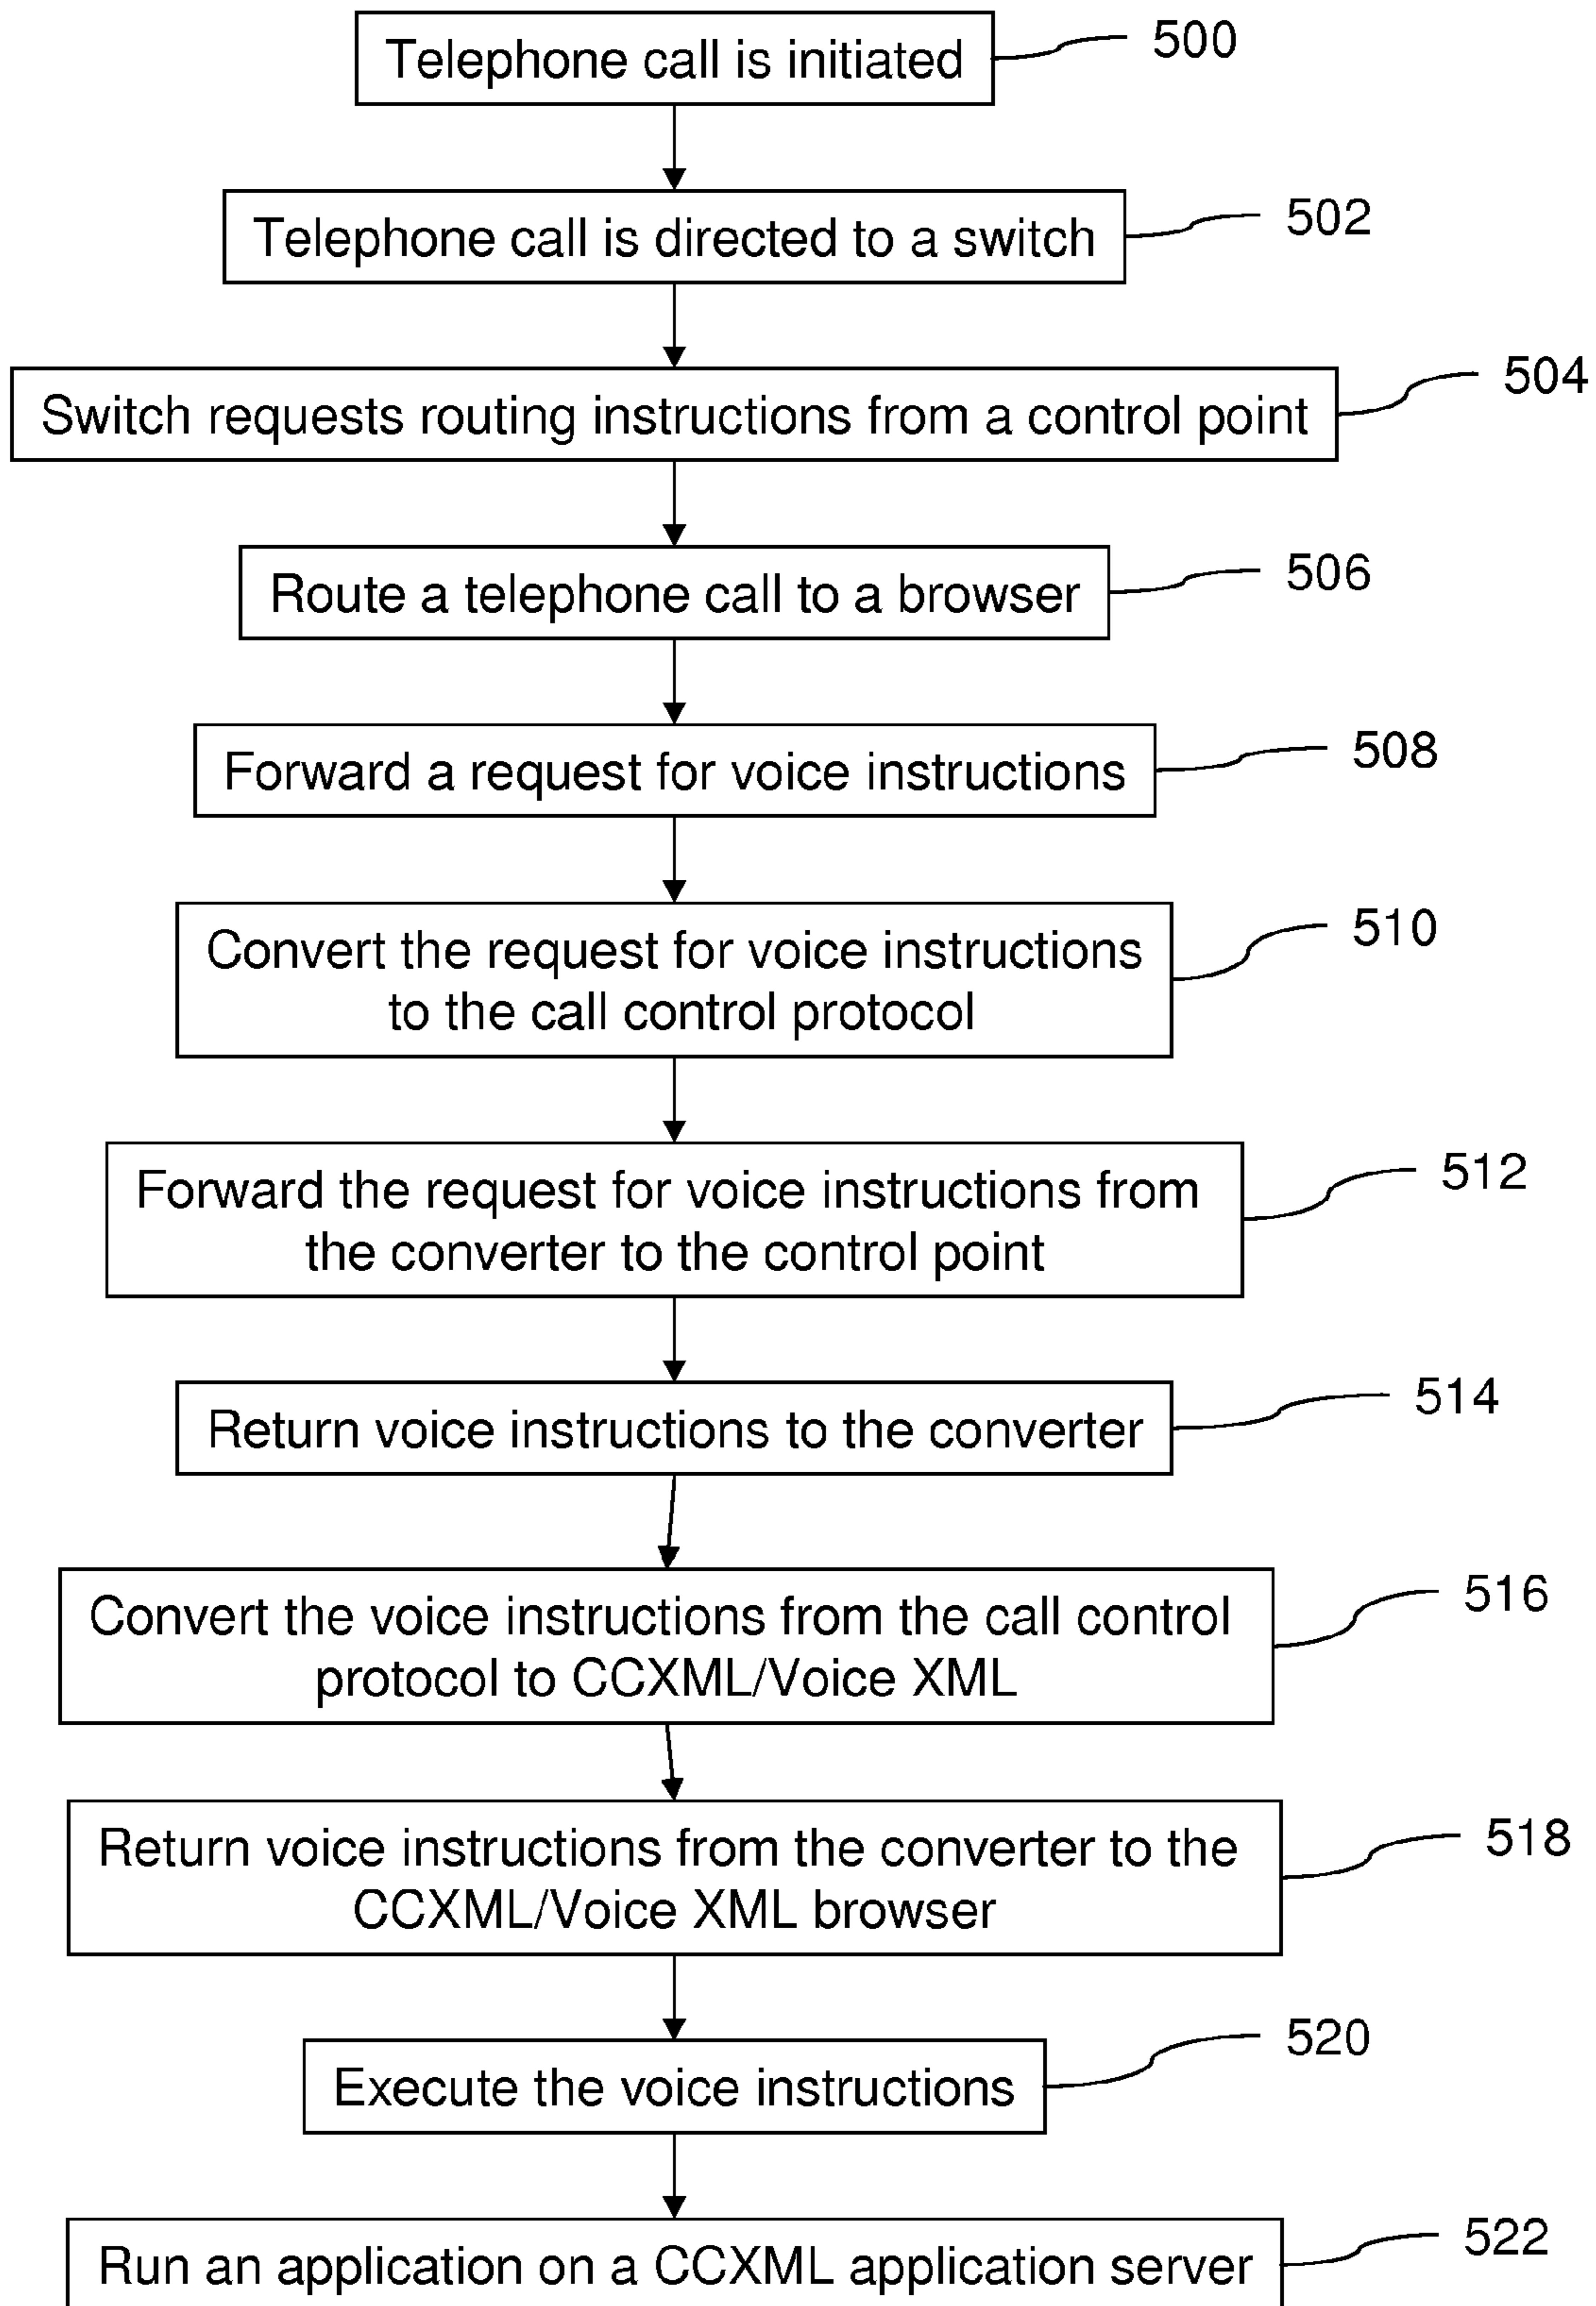 Telephone call is initiated
500
Telephone call is directed to a switch
502
Switch requests routing instructions from a control point
504
Route a telephone call to a browser
506
Forward a request for voice instructions
508
Convert the request for voice instructions
to the call control protocol
510
Forward the request for voice instructions from
the converter to the control point
512
Return voice instructions to the converter
514
Convert the voice instructions from the call control
protocol to CCXML/Voice XML
516
Return voice instructions from the converter to the
CCXML/Voice XML browser
518
Execute the voice instructions
520
Run an application on a CCXML application server
522